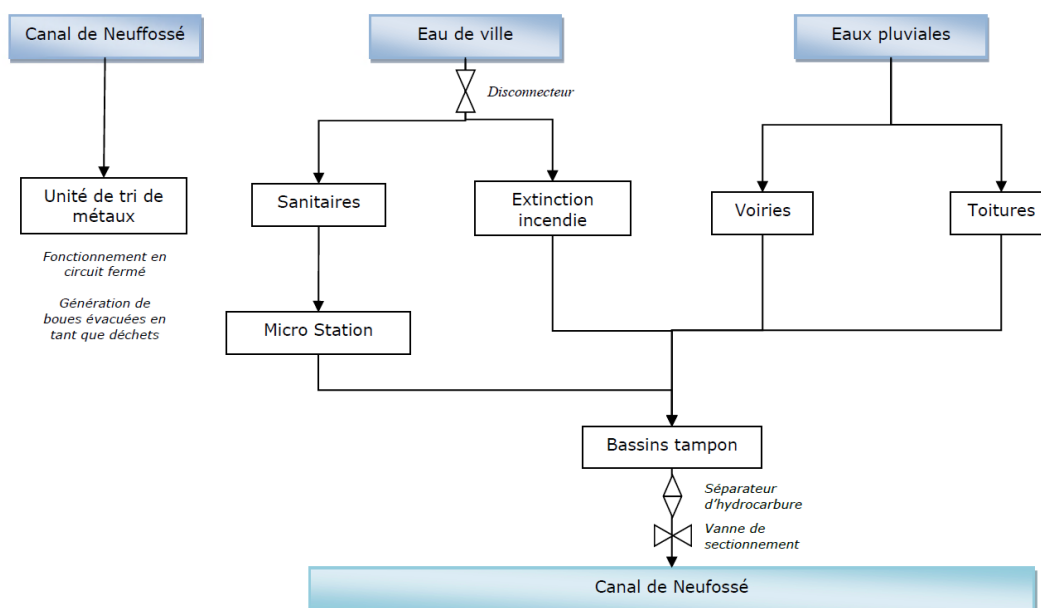 Canal de Neuffossé
Eau de ville
Eaux pluviales
Disconnecteur
Unité de tri de
métaux
Sanitaires
Extinction
incendie
Voiries
Toitures
Fonctionnement en
circuit fermé
Génération de
boues évacuées en
tant que déchets
Micro Station
Bassins tampon
Séparateur
d'hydrocarbure
Vanne de
sectionnement
Canal de Neufossé